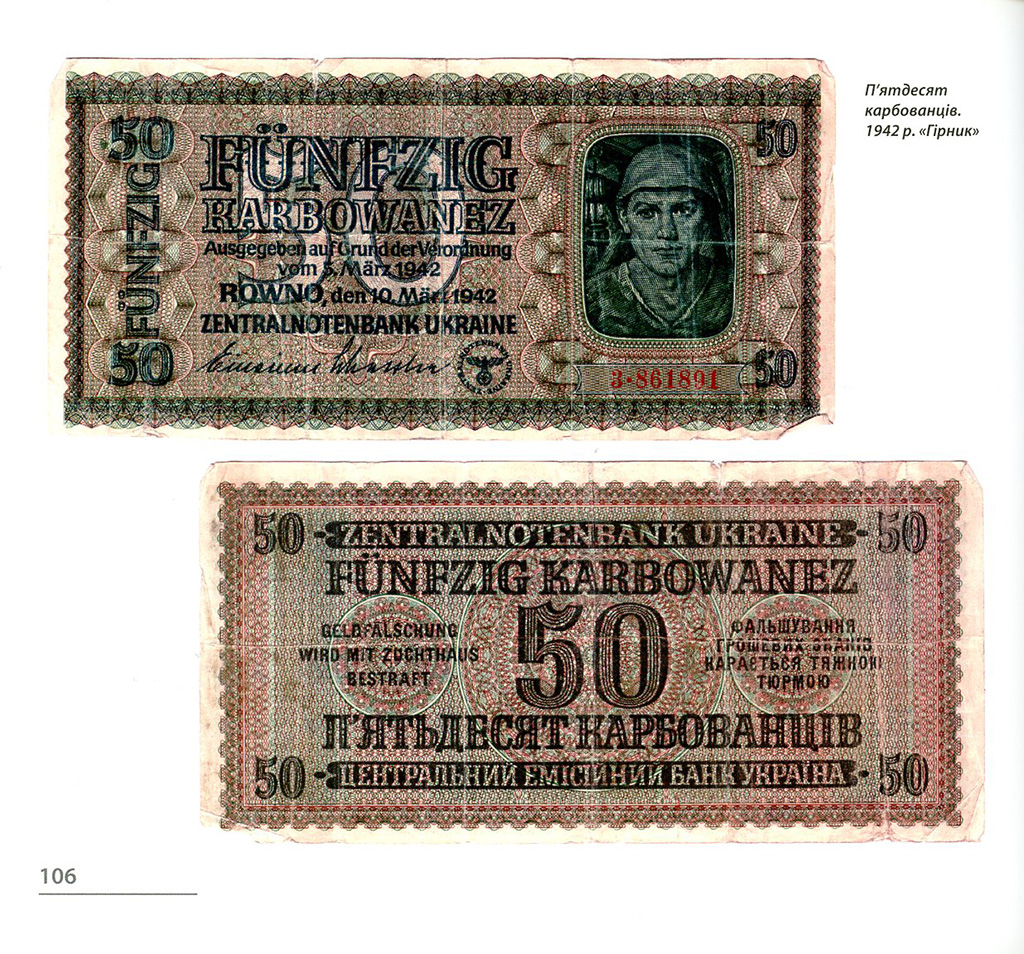 П'ятдесят
карбованців.
1942 р. «Гірник»
50
50
FÜNFZIG
FÜNFZIG
50
KARBOWANEZ
Ausgegeben auf Grund der Verordnung
vom 5. März 1942
ROWNO, den 10. März 1942
ZENTRALNOTENBANK UKRAINE
3·861891
50
50
50
50
ZENTRALNOTENBANK UKRAINE
FÜNFZIG KARBOWANEZ
GELDFÄLSCHUNG
WIRD MIT ZUCHTHAUS
BESTRAFT
50
ФАЛЬШУВАННЯ
ГРОШЕВИХ ЗНАКІВ
КАРАЄТЬСЯ ТЯЖКОЮ
ТЮРМОЮ
П'ЯТЬДЕСЯТ КАРБОВАНЦІВ
50
ЦЕНТРАЛЬНИЙ ЕМІСІЙНИЙ БАНК УКРАЇНА
50
106